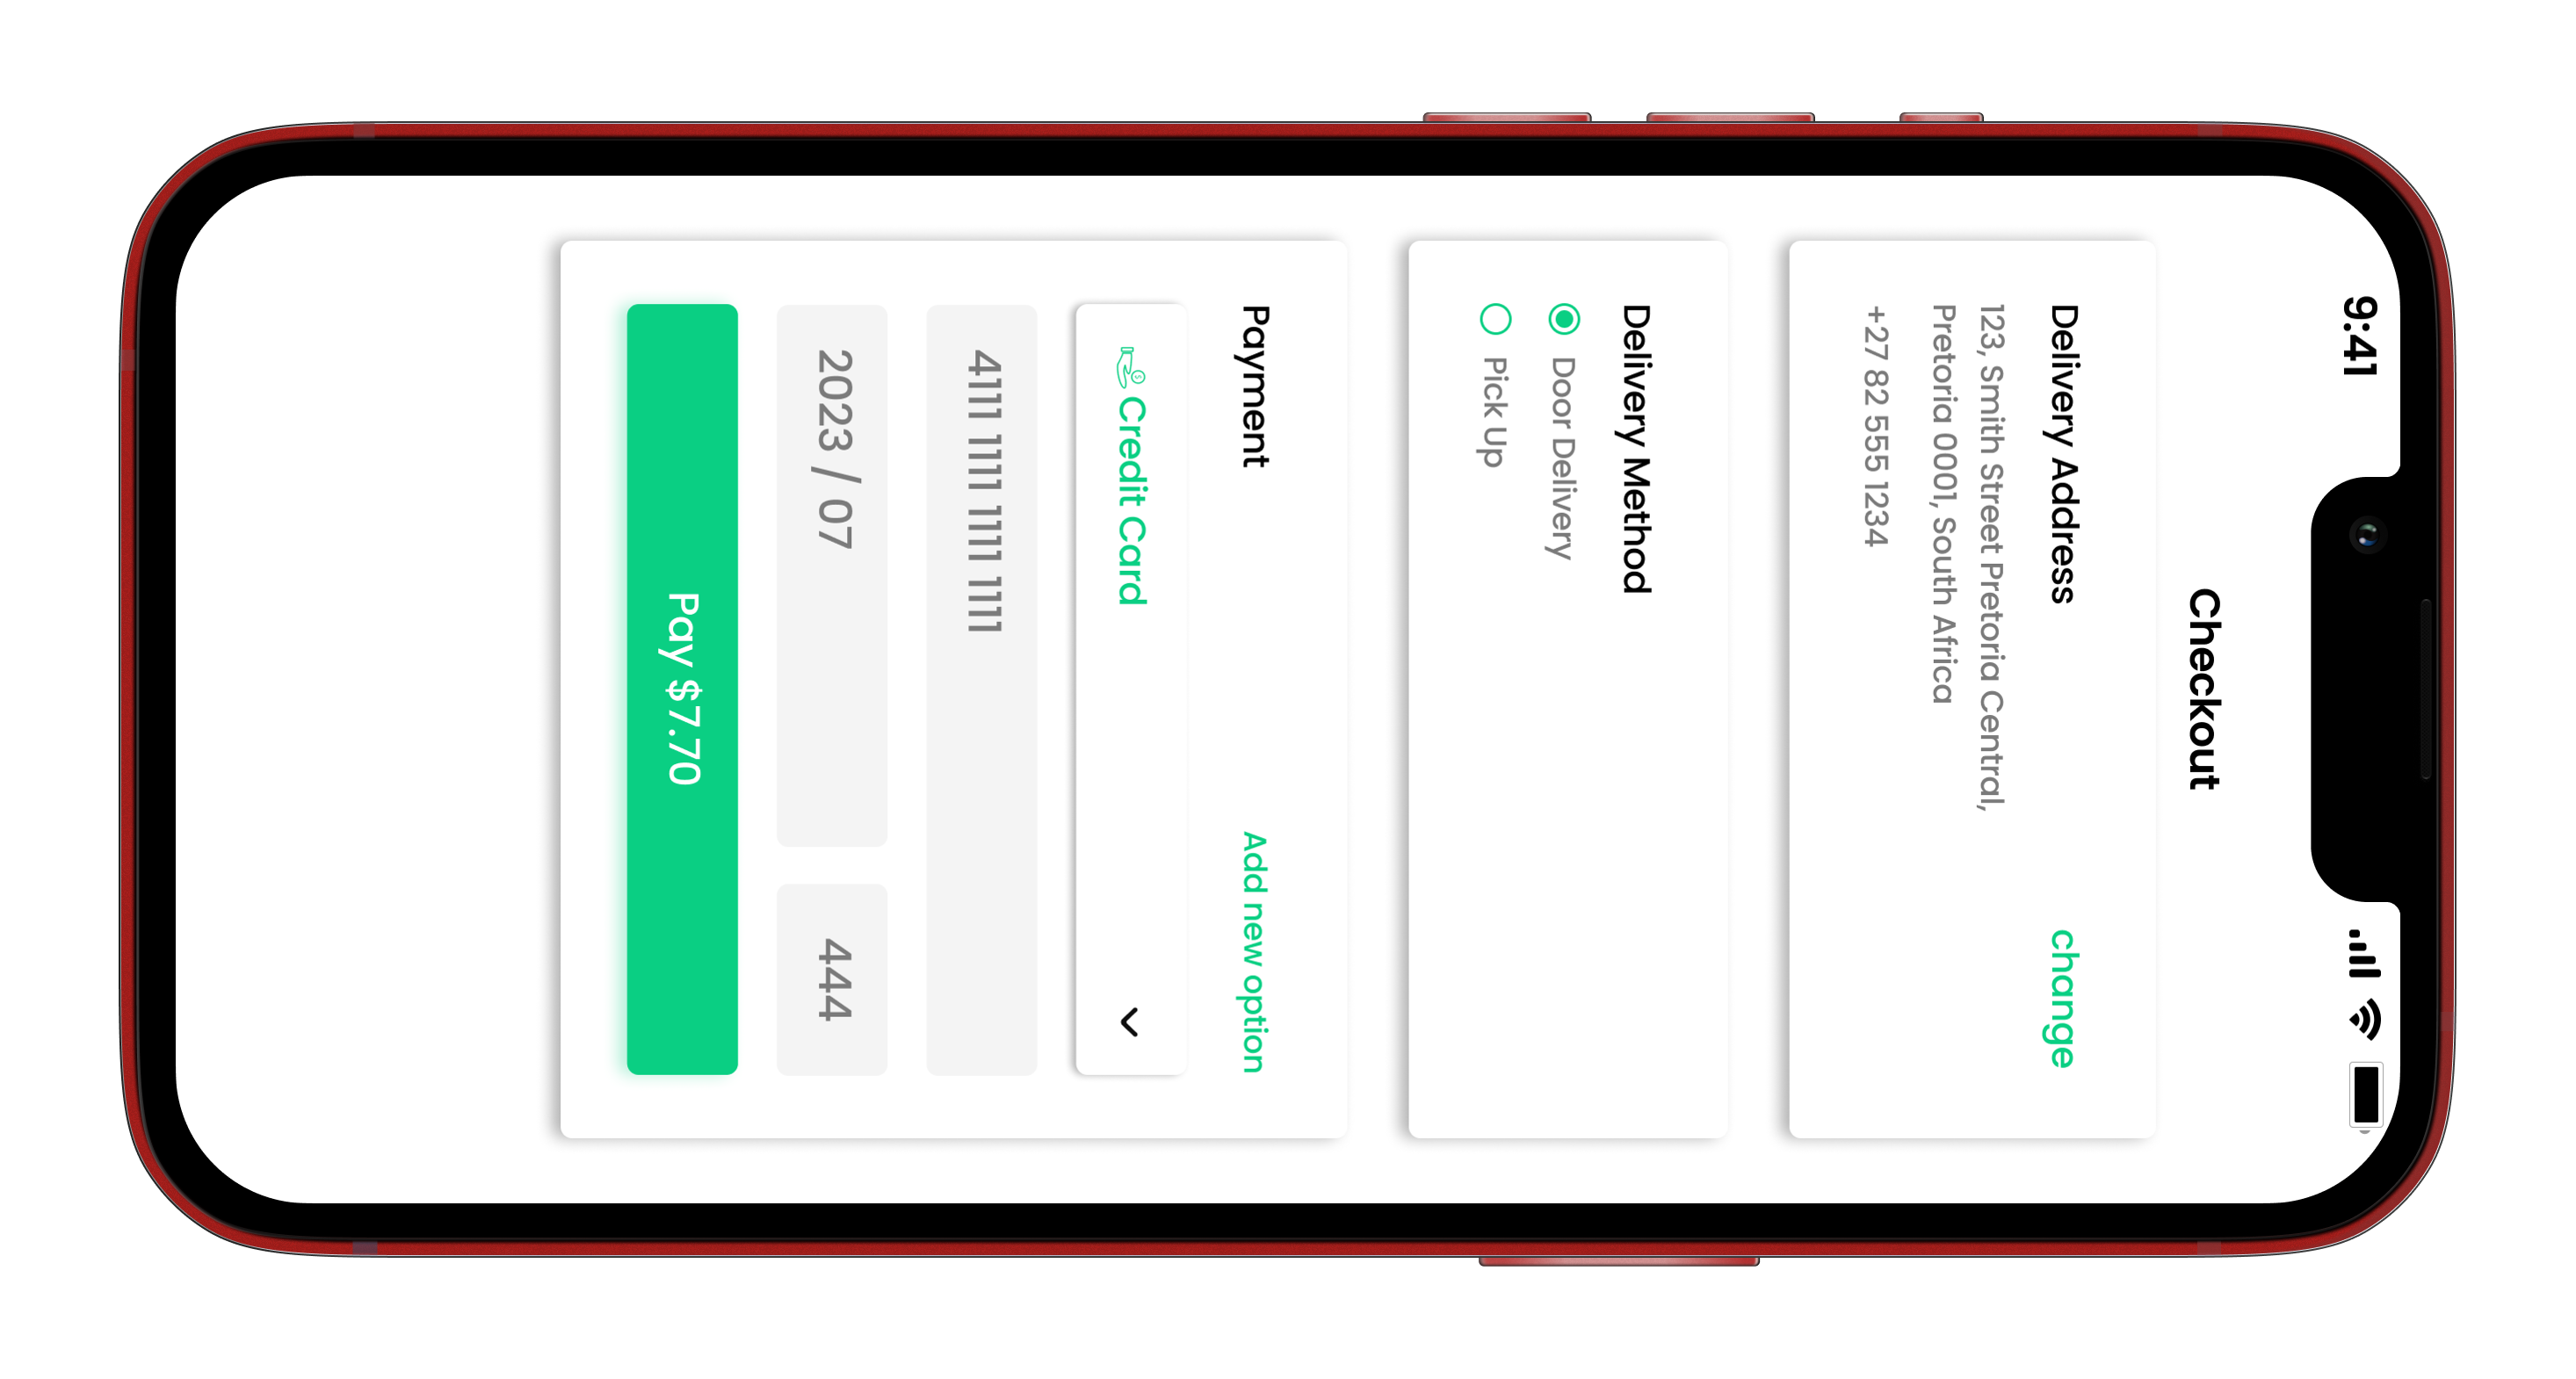 9:41
Checkout
Delivery Address
change
123, Smith Street Pretoria Central,
Pretoria 0001, South Africa
+27 82 555 1234
Delivery Method
Door Delivery
Pick Up
Payment
Add new option
Credit Card
4111 1111 1111 1111
2023 / 07
444
Pay $7.70